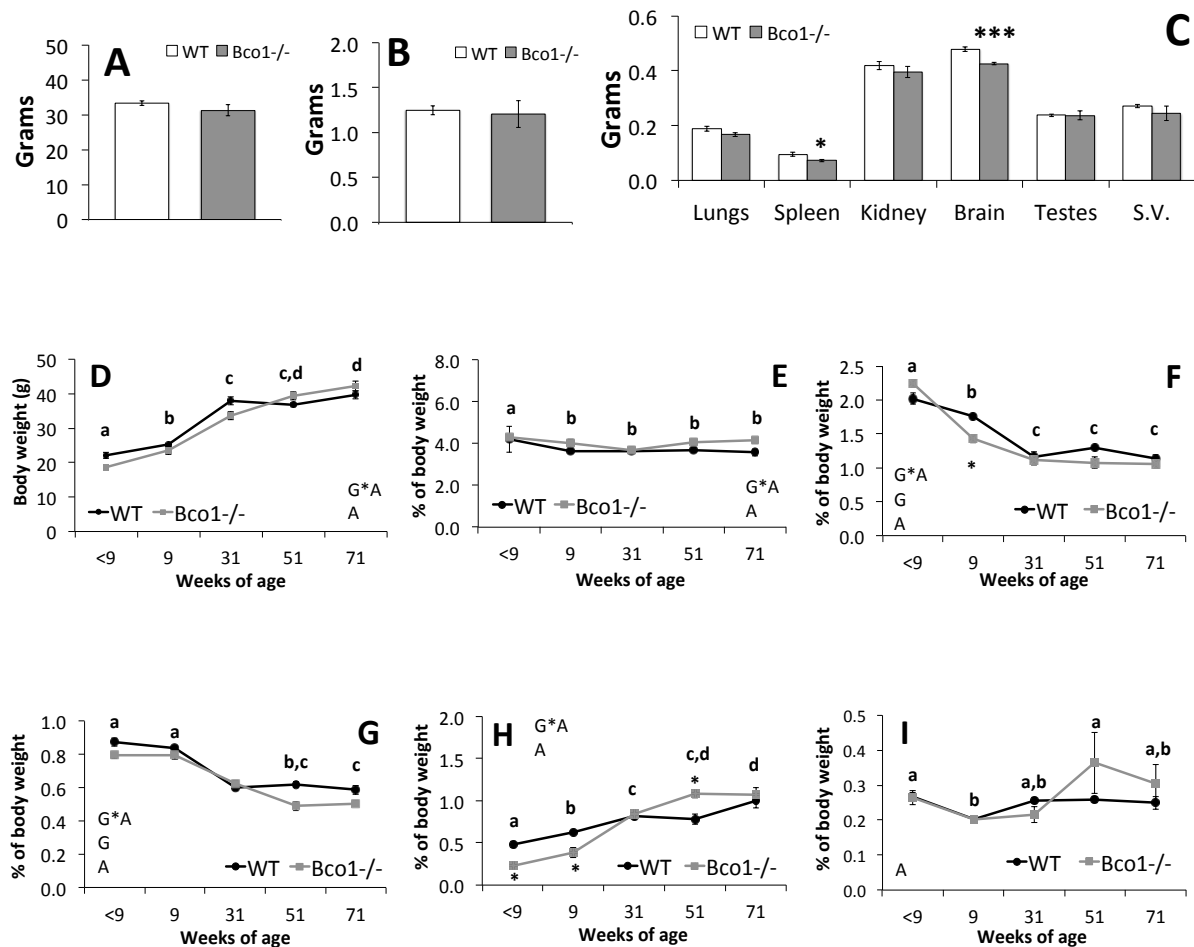 A
WT Bco1-/-
Grams
60
50
40
30
20
10
0
B
WT Bco1-/-
Grams
2.0
1.5
1.0
0.5
0.0
C
WT Bco1-/-
Grams
0.6
0.4
0.2
0.0
*
***
Lungs Spleen Kidney Brain Testes S.V.
D
Body weight (g)
50
40
30
20
10
0
a b c c,d d
G*A
A
WT Bco1-/-
<9 9 31 51 71
Weeks of age
E
% of body weight
8.0
6.0
4.0
2.0
0.0
a b b b b
G*A
A
WT Bco1-/-
<9 9 31 51 71
Weeks of age
F
% of body weight
2.5
2.0
1.5
1.0
0.5
0.0
a b c c c
*
G*A
G
A
WT Bco1-/-
<9 9 31 51 71
Weeks of age
G
% of body weight
1.0
0.8
0.6
0.4
0.2
0.0
a a b,c c
G*A
G
A
WT Bco1-/-
<9 9 31 51 71
Weeks of age
H
% of body weight
2.0
1.5
1.0
0.5
0.0
G*A
A
a b c c,d d
* * *
WT Bco1-/-
<9 9 31 51 71
Weeks of age
I
% of body weight
0.5
0.4
0.3
0.2
0.1
0.0
a b a,b a a,b
A
WT Bco1-/-
<9 9 31 51 71
Weeks of age